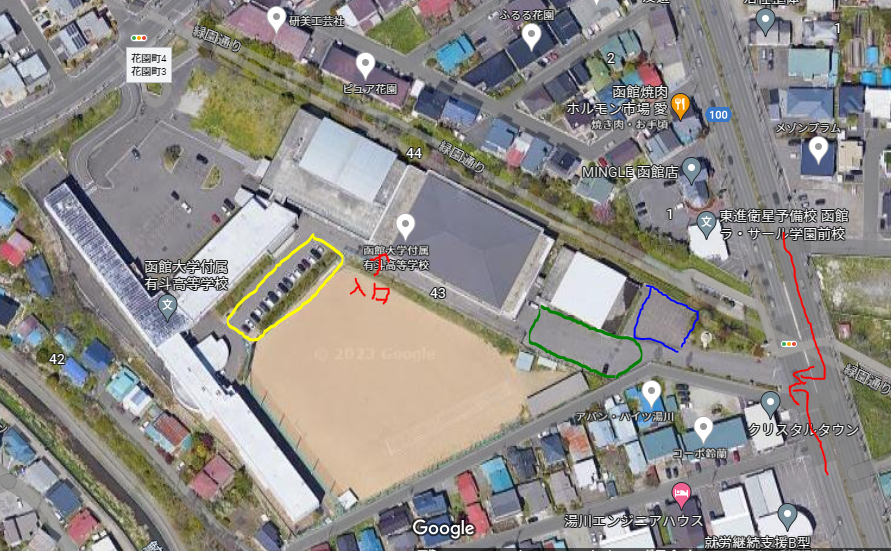 緑園通り
研美工芸社
ふるる花園
花園町4
花園町3
ピュア花園
2
1
函館焼肉
ホルモン市場 愛
焼き肉・お手頃
100
メゾンプラム
44
緑園通り
MINGLE 函館店
1
東進衛星予備校 函館
ラ・サール学園前校
函館大学付属
有斗高等学校
函館大学付属
有斗高等学校
入口
43
© 2023 Google
42
緑園通り
アバン・ハイツ湯川
クリスタルタウン
コーポ鈴蘭
Google
湯川エンジニアハウス
就労継続支援B型